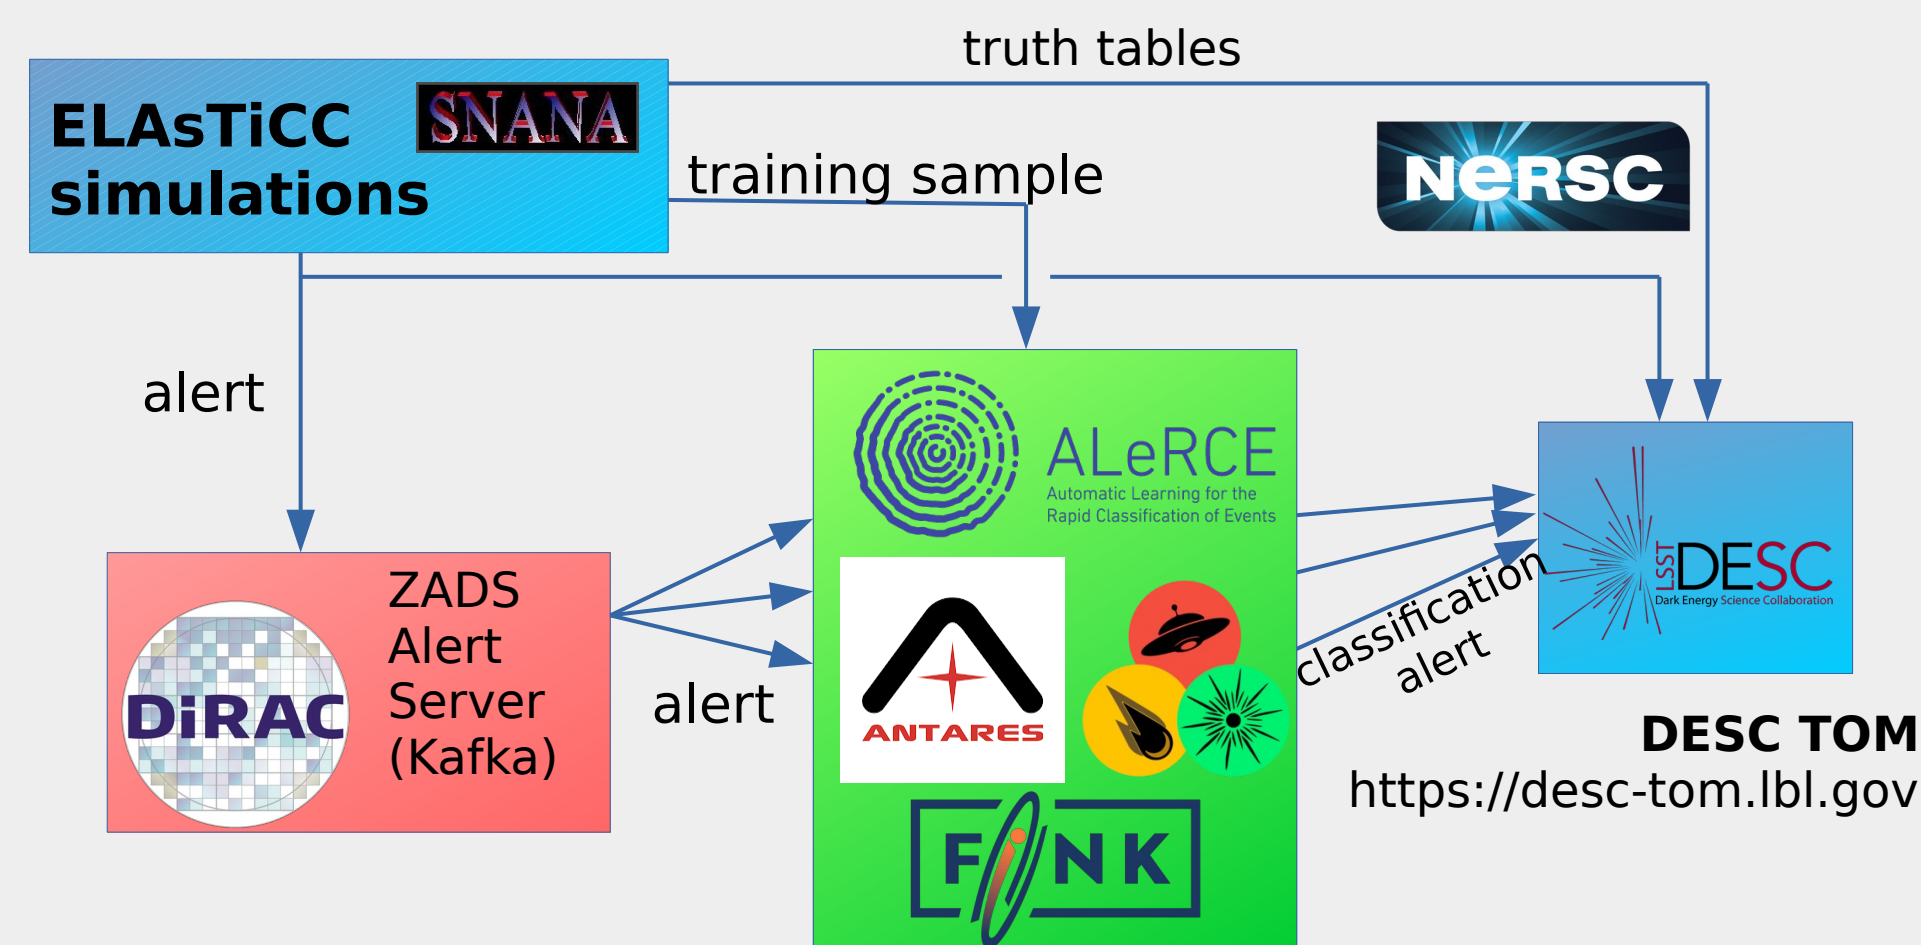 truth tables
ELAsTiCC
simulations
SNANA
training sample
NERSC
alert
ALeRCE
Automatic Learning for the
Rapid Classification of Events
ZADS
Alert
Server
(Kafka)
DiRAC
alert
ANTARES
FINK
classification
alert
LSST
DESC
Dark Energy Science Collaboration
DESC TOM
https://desc-tom.lbl.gov